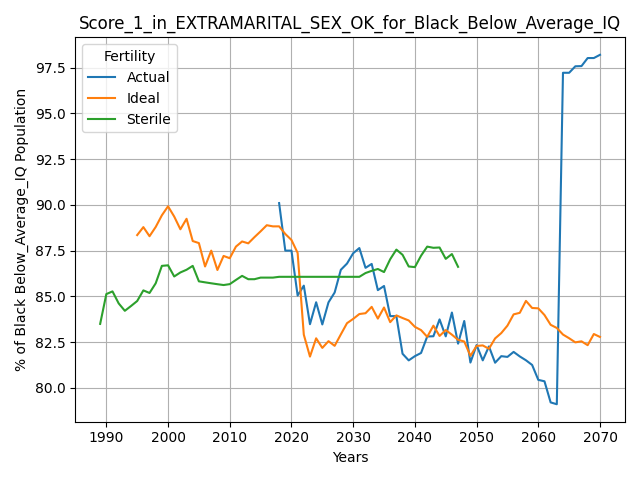 Score_1_in_EXTRAMARITAL_SEX_OK_for_Black_Below_Average_IQ
% of Black Below_Average_IQ Population
97.5
95.0
92.5
90.0
87.5
85.0
82.5
80.0
Fertility
Actual
Ideal
Sterile
1990 2000 2010 2020 2030 2040 2050 2060 2070
Years